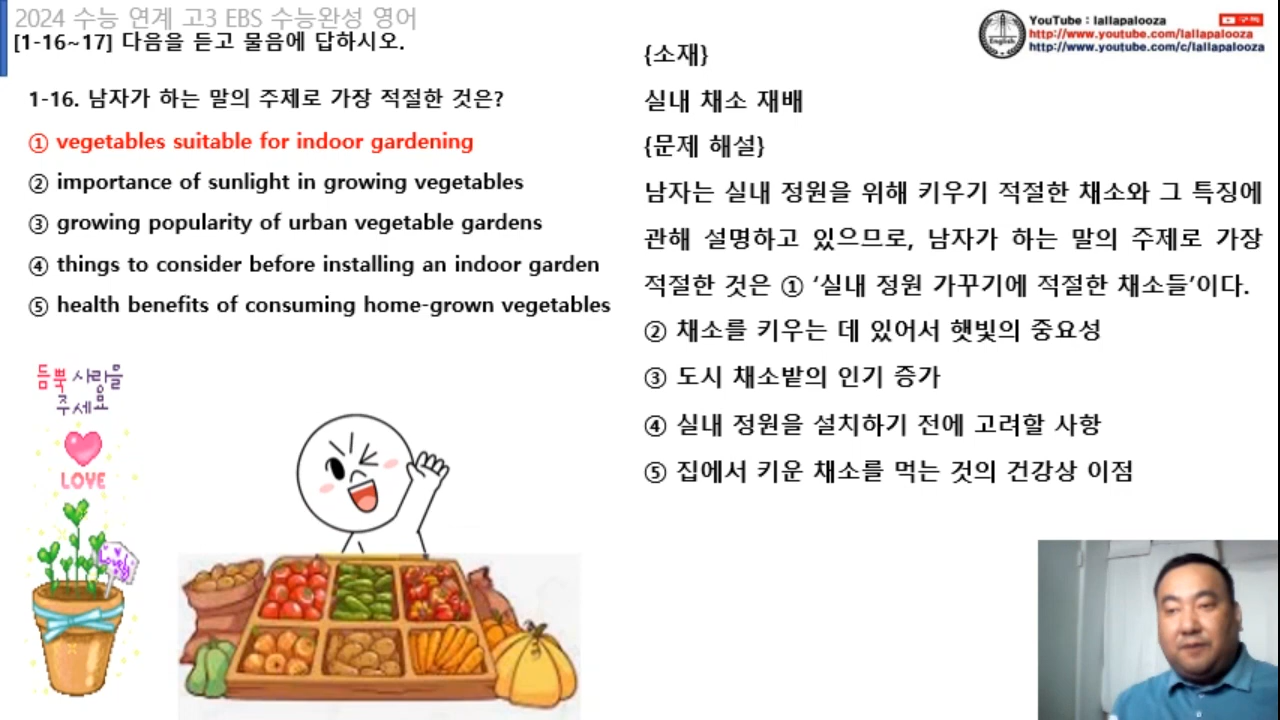 2024 수능 연계 고3 EBS 수능완성 영어
[1-16~17] 다음을 듣고 물음에 답하시오.
1-16. 남자가 하는 말의 주제로 가장 적절한 것은?
① vegetables suitable for indoor gardening
② importance of sunlight in growing vegetables
③ growing popularity of urban vegetable gardens
④ things to consider before installing an indoor garden
⑤ health benefits of consuming home-grown vegetables
듬뿍 사랑을
주세요
LOVE
{소재}
실내 채소 재배
{문제 해설}
남자는 실내 정원을 위해 키우기 적절한 채소와 그 특징에
관해 설명하고 있으므로, 남자가 하는 말의 주제로 가장
적절한 것은 ① ‘실내 정원 가꾸기에 적절한 채소들’이다.
② 채소를 키우는 데 있어서 햇빛의 중요성
③ 도시 채소밭의 인기 증가
④ 실내 정원을 설치하기 전에 고려할 사항
⑤ 집에서 키운 채소를 먹는 것의 건강상 이점
English
YouTube : lallapalooza
구독
http://www.youtube.com/lallapalooza
http://www.youtube.com/c/lallapalooza